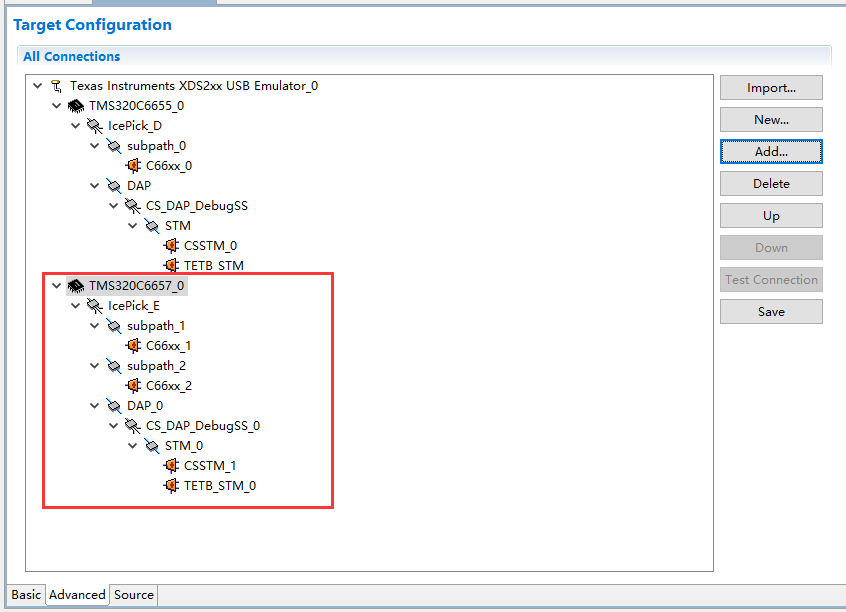 Target Configuration
All Connections
Texas Instruments XDS2xx USB Emulator_0
TMS320C6655_0
IcePick_D
subpath_0
C66xx_0
DAP
CS_DAP_DebugSS
STM
CSSTM_0
TETB_STM
TMS320C6657_0
IcePick_E
subpath_1
C66xx_1
subpath_2
C66xx_2
DAP_0
CS_DAP_DebugSS_0
STM_0
CSSTM_1
TETB_STM_0
Import...
New...
Add...
Delete
Up
Down
Test Connection
Save
Basic Advanced Source